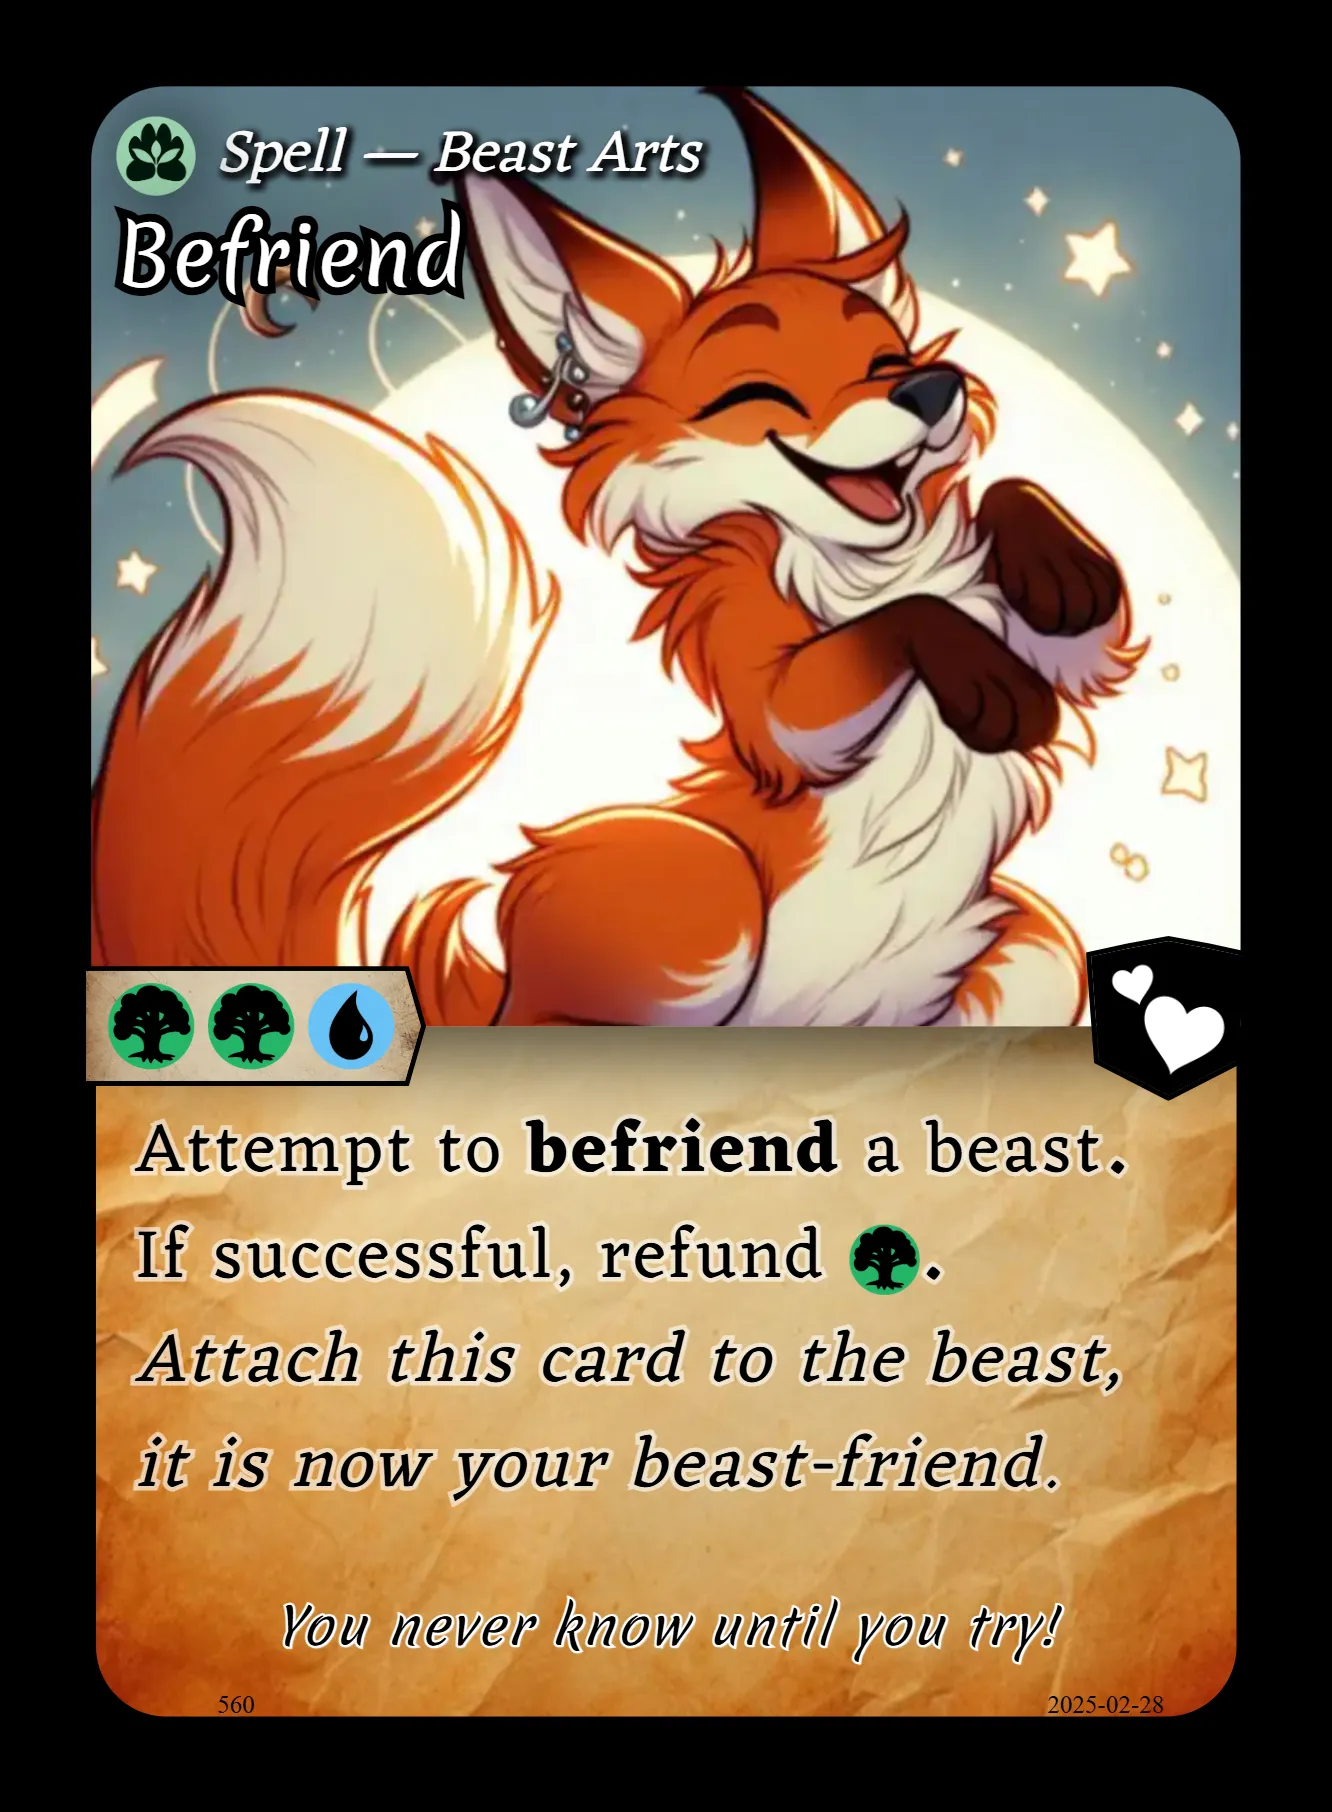 Spell — Beast Arts
Befriend
Attempt to befriend a beast.
If successful, refund .
Attach this card to the beast,
it is now your beast-friend.
You never know until you try!
560
2025-02-28